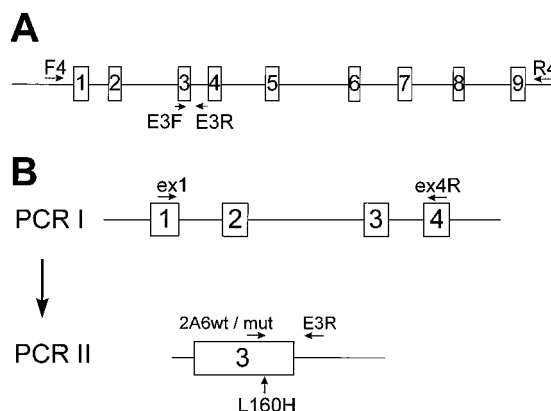 A
F4 R4
1 2 3 4 5 6 7 8 9
E3F E3R
B
ex1 ex4R
PCR I 1 2 3 4
2A6wt / mut E3R
PCR II 3
L160H